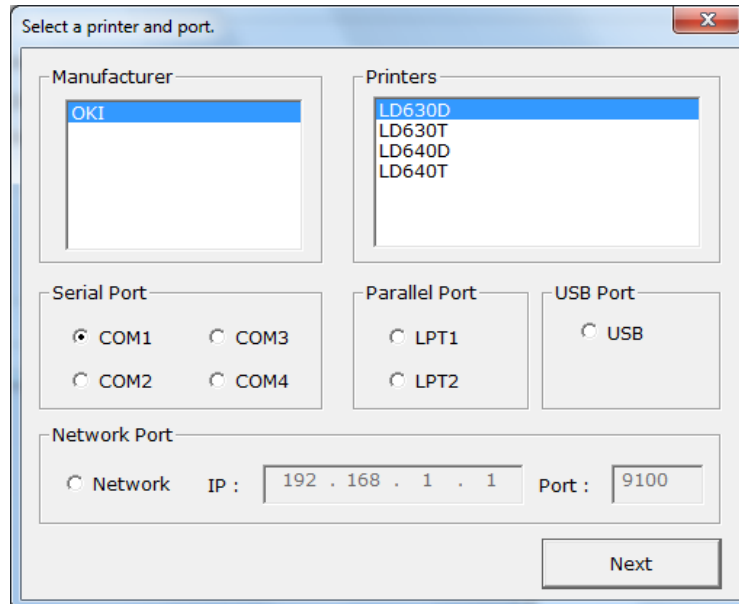 Select a printer and port.
Manufacturer
OKI
Printers
LD630D
LD630T
LD640D
LD640T
Serial Port
COM1 COM3
COM2 COM4
Parallel Port
LPT1
LPT2
USB Port
USB
Network Port
Network IP : 192 . 168 . 1 . 1 Port : 9100
Next